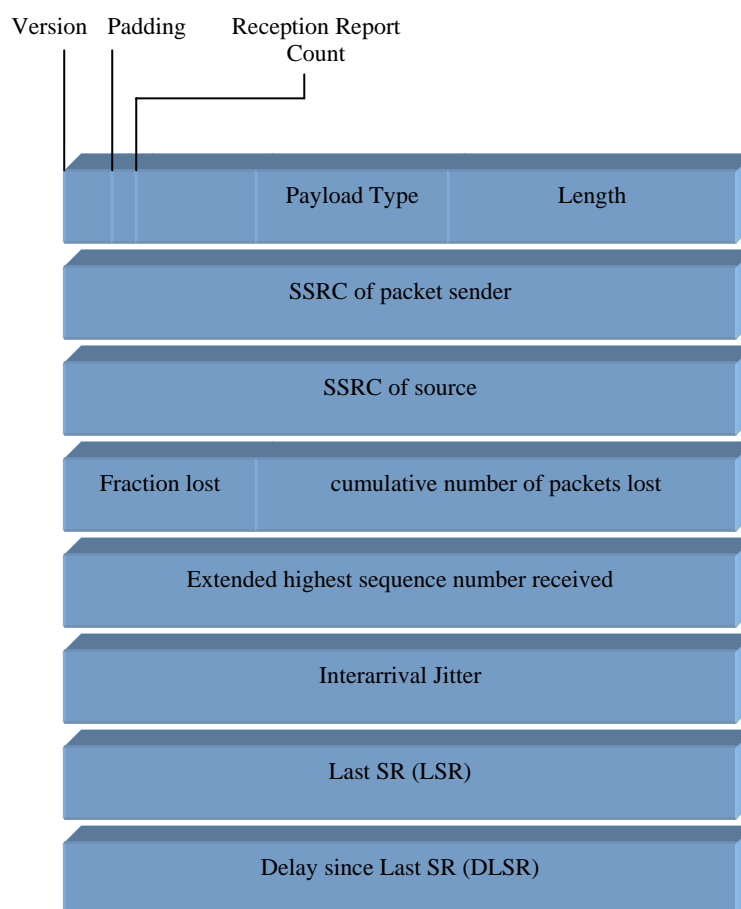 Version Padding Reception Report
Count
Payload Type Length
SSRC of packet sender
SSRC of source
Fraction lost cumulative number of packets lost
Extended highest sequence number received
Interarrival Jitter
Last SR (LSR)
Delay since Last SR (DLSR)